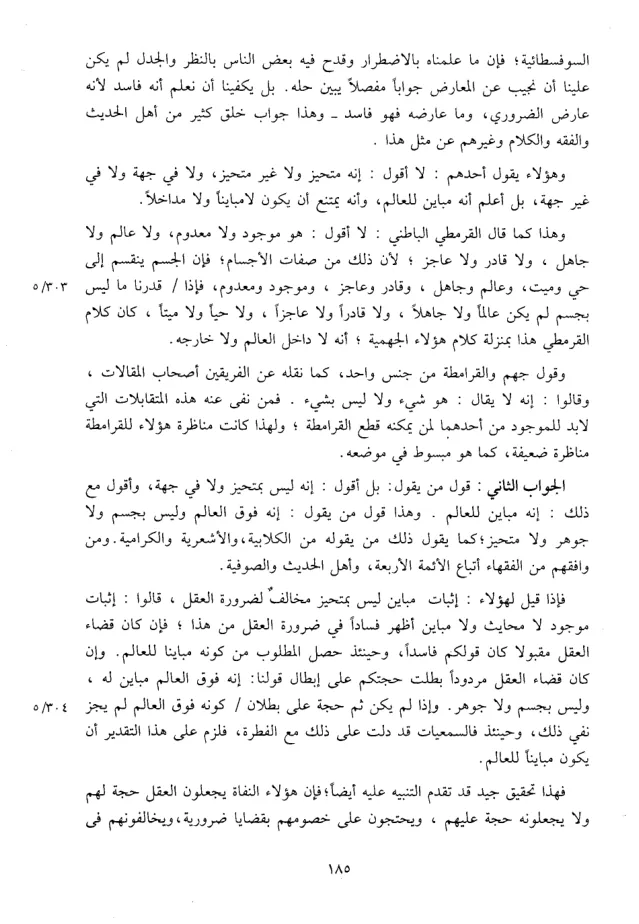 السوفسطائية؛ فإن ما علمناه بالاضطرار وقدح فيه بعض الناس بالنظر والجدل لم يكن
علينا أن نجيب عن المعارض جواباً مفصلاً يبين حله. بل يكفينا أن نعلم أنه فاسد لأنه
عارض الضروري، وما عارضه فهو فاسد ـ وهذا جواب خلق كثير من أهل الحديث
والفقه والكلام وغيرهم عن مثل هذا .
وهؤلاء يقول أحدهم : لا أقول : إنه متحيز ولا غير متحيز، ولا في جهة ولا في
غير جهة، بل أعلم أنه مباين للعالم، وأنه يمتنع أن يكون لامبايناً ولا مداخلاً.
وهذا كما قال القرمطي الباطني : لا أقول : هو موجود ولا معدوم، ولا عالم ولا
جاهل ، ولا قادر ولا عاجز ؛ لأن ذلك من صفات الأجسام؛ فإن الجسم ينقسم إلى
حي وميت، وعالم وجاهل ، وقادر وعاجز ، وموجود ومعدوم، فإذا / قدرنا ما ليس ٥/٣٠٣
بجسم لم يكن عالماً ولا جاهلاً ، ولا قادراً ولا عاجزاً ، ولا حياً ولا ميتاً ، كان كلام
القرمطي هذا بمنزلة كلام هؤلاء الجهمية ؛ أنه لا داخل العالم ولا خارجه.
وقول جهم والقرامطة من جنس واحد، كما نقله عن الفريقين أصحاب المقالات ،
وقالوا : إنه لا يقال : هو شيء ولا ليس بشيء . فمن نفى عنه هذه المتقابلات التي
لابد للموجود من أحدهما لمن يمكنه قطع القرامطة ؛ ولهذا كانت مناظرة هؤلاء للقرامطة
مناظرة ضعيفة، كما هو مبسوط في موضعه.
الجواب الثاني : قول من يقول: بل أقول : إنه ليس بمتحيز ولا في جهة، وأقول مع
ذلك : إنه مباين للعالم . وهذا قول من يقول : إنه فوق العالم وليس بجسم ولا
جوهر ولا متحيز؛كما يقول ذلك من يقوله من الكلابية،والأشعرية والكرامية.ومن
وافقهم من الفقهاء أتباع الأئمة الأربعة، وأهل الحديث والصوفية.
فإذا قيل لهؤلاء : إثبات مباين ليس بمتحيز مخالفٌ لضرورة العقل ، قالوا : إثبات
موجود لا محايث ولا مباين أظهر فساداً في ضرورة العقل من هذا ؛ فإن كان قضاء
العقل مقبولا كان قولكم فاسداً، وحينئذ حصل المطلوب من كونه مباينا للعالم. وإن
كان قضاء العقل مردوداً بطلت حجتكم على إبطال قولنا: إنه فوق العالم مباين له ،
وليس بجسم ولا جوهر. وإذا لم يكن ثم حجة على بطلان / كونه فوق العالم لم يجز ٥/٣٠٤
نفي ذلك، وحينئذ فالسمعيات قد دلت على ذلك مع الفطرة، فلزم على هذا التقدير أن
يكون مبايناً للعالم.
فهذا تحقيق جيد قد تقدم التنبيه عليه أيضاً؛فإن هؤلاء النفاة يجعلون العقل حجة لهم
ولا يجعلونه حجة عليهم ، ويحتجون على خصومهم بقضايا ضرورية،ويخالفونهم فى
١٨٥